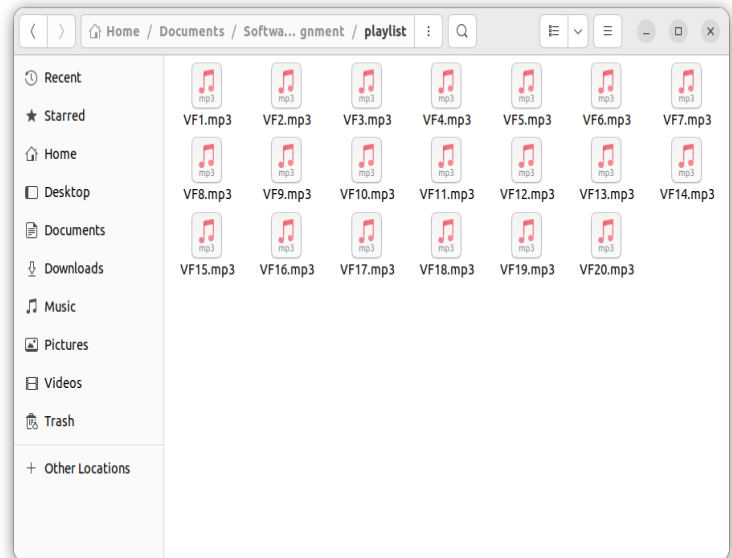 Home / Documents / Softwa... gnment / playlist
Recent
Starred
Home
Desktop
Documents
Downloads
Music
Pictures
Videos
Trash
Other Locations
mp3 mp3 mp3 mp3 mp3 mp3 mp3
VF1.mp3 VF2.mp3 VF3.mp3 VF4.mp3 VF5.mp3 VF6.mp3 VF7.mp3
mp3 mp3 mp3 mp3 mp3 mp3 mp3
VF8.mp3 VF9.mp3 VF10.mp3 VF11.mp3 VF12.mp3 VF13.mp3 VF14.mp3
mp3 mp3 mp3 mp3 mp3 mp3
VF15.mp3 VF16.mp3 VF17.mp3 VF18.mp3 VF19.mp3 VF20.mp3